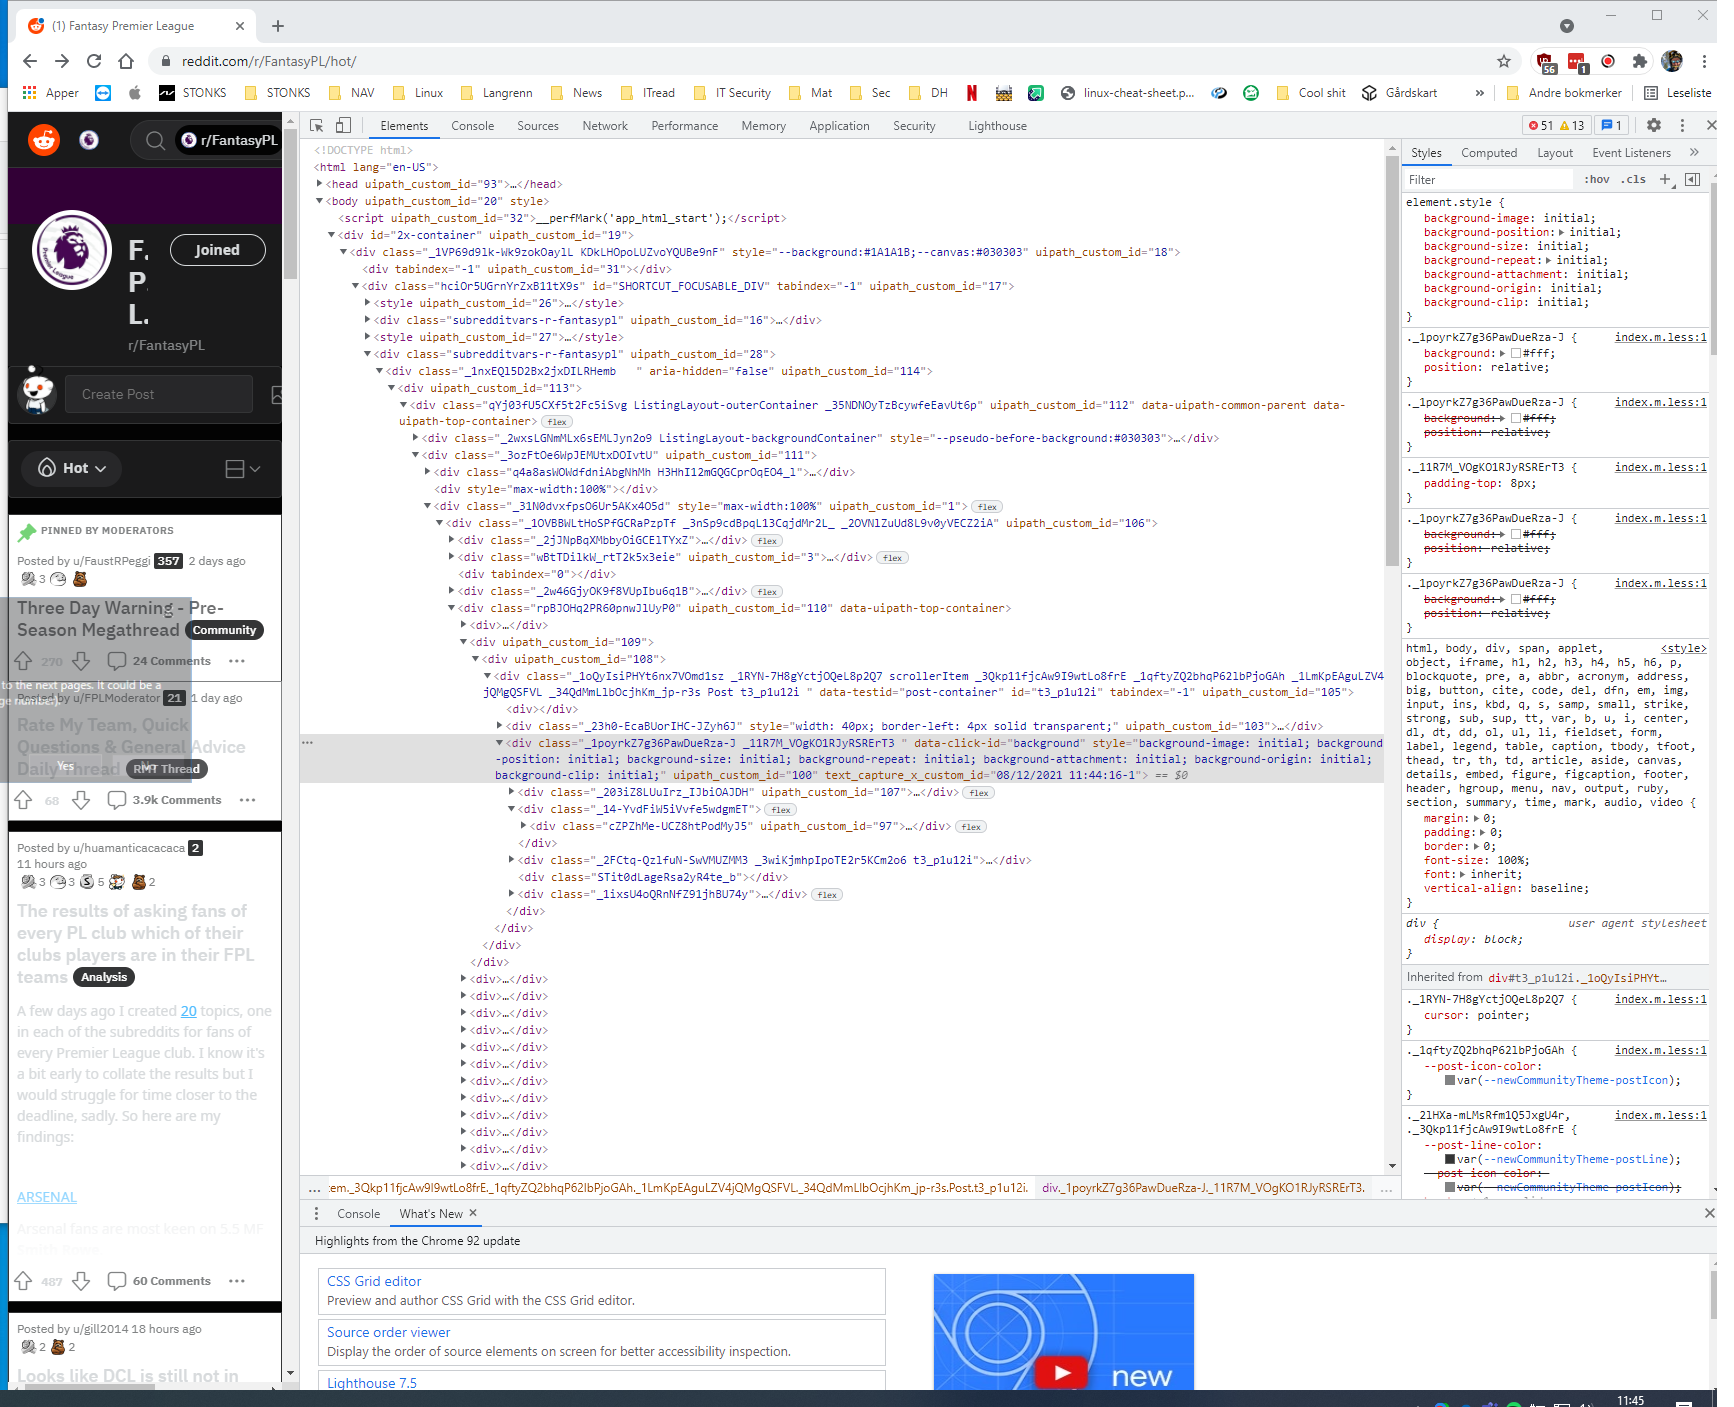 (1) Fantasy Premier League
reddit.com/r/FantasyPL/hot/
56
1
Apper
STONKS
STONKS
NAV
Linux
Langrenn
News
ITread
IT Security
Mat
Sec
DH
linux-cheat-sheet.p...
Cool shit
Gårdskart
»
Andre bokmerker
Leseliste
r/FantasyPL
Joined
F.
P.
L.
r/FantasyPL
Create Post
Hot
PINNED BY MODERATORS
Posted by u/FaustRPeggi 357 2 days ago
3
Three Day Warning - Pre-
Season Megathread Community
270
24 Comments
to the next pages. It could be a
ge number).
Posted by u/FPLModerator 21 1 day ago
Rate My Team, Quick
Questions & General Advice
Daily Thread RMT Thread
Yes
68
3.9k Comments
Posted by u/huamanticacacaca 2
11 hours ago
3 3 5 2
The results of asking fans of
every PL club which of their
clubs players are in their FPL
teams Analysis
A few days ago I created 20 topics, one
in each of the subreddits for fans of
every Premier League club. I know it's
a bit early to collate the results but I
would struggle for time closer to the
deadline, sadly. So here are my
findings:
ARSENAL
Arsenal fans are most keen on 5.5 MF
487
60 Comments
Posted by u/gill2014 18 hours ago
2 2
Looks like DCL is still not in
Elements
Console
Sources
Network
Performance
Memory
Application
Security
Lighthouse
51
13
1
<!DOCTYPE html>
<html lang="en-US">
<head uipath_custom_id="93">…</head>
<body uipath_custom_id="20" style>
<script uipath_custom_id="32">__perfMark('app_html_start');</script>
<div id="2x-container" uipath_custom_id="19">
<div class="_1VP69d9lk-Wk9zokOaylL KDkLHOpoLUZvoYQUBe9nF" style="--background:#1A1A1B;--canvas:#030303" uipath_custom_id="18">
<div tabindex="-1" uipath_custom_id="31"></div>
<div class="hciOr5UGrnYrZxB11tX9s" id="SHORTCUT_FOCUSABLE_DIV" tabindex="-1" uipath_custom_id="17">
<style uipath_custom_id="26">…</style>
<div class="subredditvars-r-fantasypl" uipath_custom_id="16">…</div>
<style uipath_custom_id="27">…</style>
<div class="subredditvars-r-fantasypl" uipath_custom_id="28">
<div class="_1nxEQl5D2Bx2jxDILRHemb " aria-hidden="false" uipath_custom_id="114">
<div uipath_custom_id="113">
<div class="qYj03fU5CXf5t2Fc5iSvg ListingLayout-outerContainer _35NDNOyTzBcywfeEavUt6p" uipath_custom_id="112" data-uipath-common-parent data-
uipath-top-container> flex
<div class="_2wxsLGNmMLx6sEMLJyn2o9 ListingLayout-backgroundContainer" style="--pseudo-before-background:#030303">…</div>
<div class="_3ozFtOe6WpJEMUtxDOIvtU" uipath_custom_id="111">
<div class="q4a8asWOWdfdniAbgNhMh H3HhI12mGQGCprOqEO4_l">…</div>
<div style="max-width:100%"></div>
<div class="_31N0dvxfpsO6Ur5AKx4O5d" style="max-width:100%" uipath_custom_id="1"> flex
<div class="_1OVBBWLtHoSPfGCRaPzpTf _3nSp9cdBpqL13CqjdMr2L_ _2OVNlZuUd8L9v0yVECZ2iA" uipath_custom_id="106">
<div class="_2jJNpBqXMbbyOiGCElTYxZ">…</div> flex
<div class="wBtTDilkW_rtT2k5x3eie" uipath_custom_id="3">…</div> flex
<div tabindex="0"></div>
<div class="_2w46GjyOK9f8VUpIbu6q1B">…</div> flex
<div class="rpBJOHq2PR60pnwJlUyP0" uipath_custom_id="110" data-uipath-top-container>
<div>…</div>
<div uipath_custom_id="109">
<div uipath_custom_id="108">
<div class="_1oQyIsiPHYt6nx7VOmd1sz _1RYN-7H8gYctjOQeL8p2Q7 scrollerItem _3Qkp11fjcAw9I9wtLo8frE _1qftyZQ2bhqP62lbPjoGAh _1LmKpEAguLZV4
jQMgQSFVL _34QdMmLlbOcjhKm_jp-r3s Post t3_p1u12i " data-testid="post-container" id="t3_p1u12i" tabindex="-1" uipath_custom_id="105">
<div></div>
<div class="_23h0-EcaBUorIHC-JZyh6J" style="width: 40px; border-left: 4px solid transparent;" uipath_custom_id="103">…</div>
<div class="_1poyrkZ7g36PawDueRza-J _11R7M_VOgKO1RJyRSRErT3 " data-click-id="background" style="background-image: initial; background
-position: initial; background-size: initial; background-repeat: initial; background-attachment: initial; background-origin: initial;
background-clip: initial;" uipath_custom_id="100" text_capture_x_custom_id="08/12/2021 11:44:16-1"> == $0
<div class="_203iZ8LUuIrz_IJbiOAJDH" uipath_custom_id="107">…</div> flex
<div class="_14-YvdFiW5iVvfe5wdgmET"> flex
<div class="cZPZhMe-UCZ8htPodMyJ5" uipath_custom_id="97">…</div> flex
</div>
<div class="_2FCtq-QzlfuN-SwVMUZMM3 _3wiKjmhpIpoTE2r5KCm2o6 t3_p1u12i">…</div>
<div class="STit0dLageRsa2yR4te_b"></div>
<div class="_1ixsU4oQRnNfZ91jhBU74y">…</div> flex
</div>
</div>
</div>
</div>
<div>…</div>
<div>…</div>
<div>…</div>
<div>…</div>
<div>…</div>
<div>…</div>
<div>…</div>
<div>…</div>
<div>…</div>
<div>…</div>
<div>…</div>
<div>…</div>
... tem._3Qkp11fjcAw9I9wtLo8frE._1qftyZQ2bhqP62lbPjoGAh._1LmKpEAguLZV4jQMgQSFVL._34QdMmLlbOcjhKm_jp-r3s.Post.t3_p1u12i. div._1poyrkZ7g36PawDueRza-J._11R7M_VOgKO1RJyRSRErT3. ...
Styles
Computed
Layout
Event Listeners
»
Filter
:hov
.cls
element.style {
background-image: initial;
background-position: initial;
background-size: initial;
background-repeat: initial;
background-attachment: initial;
background-origin: initial;
background-clip: initial;
}
._1poyrkZ7g36PawDueRza-J { index.m.less:1
background: #fff;
position: relative;
}
._1poyrkZ7g36PawDueRza-J { index.m.less:1
background: #fff;
position: relative;
}
._11R7M_VOgKO1RJyRSRErT3 index.m.less:1
padding-top: 8px;
}
._1poyrkZ7g36PawDueRza-J { index.m.less:1
background: #fff;
position: relative;
}
._1poyrkZ7g36PawDueRza-J { index.m.less:1
background: #fff;
position: relative;
}
html, body, div, span, applet, <style>
object, iframe, h1, h2, h3, h4, h5, h6, p,
blockquote, pre, a, abbr, acronym, address,
big, button, cite, code, del, dfn, em, img,
input, ins, kbd, q, s, samp, small, strike,
strong, sub, sup, tt, var, b, u, i, center,
dl, dt, dd, ol, ul, li, fieldset, form,
label, legend, table, caption, tbody, tfoot,
thead, tr, th, td, article, aside, canvas,
details, embed, figure, figcaption, footer,
header, hgroup, menu, nav, output, ruby,
section, summary, time, mark, audio, video {
margin: 0;
padding: 0;
border: 0;
font-size: 100%;
font: inherit;
vertical-align: baseline;
}
div { user agent stylesheet
display: block;
}
Inherited from div#t3_p1u12i._1oQyIsiPHYt…
._1RYN-7H8gYctjOQeL8p2Q7 { index.m.less:1
cursor: pointer;
}
._1qftyZQ2bhqP62lbPjoGAh { index.m.less:1
--post-icon-color:
var(--newCommunityTheme-postIcon);
}
._2lHXa-mLMsRfm1Q5JxgU4r, index.m.less:1
._3Qkp11fjcAw9I9wtLo8frE {
--post-line-color:
var(--newCommunityTheme-postLine);
--post-icon-color:
var(--newCommunityTheme-postIcon);
Console
What's New
Highlights from the Chrome 92 update
CSS Grid editor
Preview and author CSS Grid with the CSS Grid editor.
Source order viewer
Display the order of source elements on screen for better accessibility inspection.
Lighthouse 7.5
new
11:45